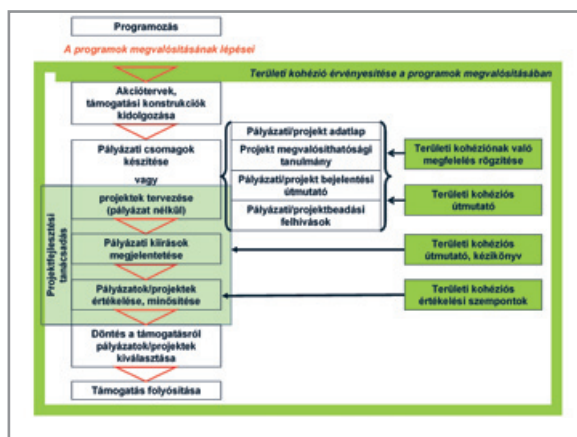 Programozás
A programok megvalósításának lépései
Területi kohézió érvényesítése a programok megvalósításában
Akciótervek,
támogatási konstrukciók
kidolgozása
Pályázati csomagok
készítése
vagy
projektek tervezése
(pályázat nélkül)
Pályázati kiírások
megjelentetése
Pályázatok/projektek
értékelése, minősítése
Döntés a támogatásról
pályázatok/projektek
kiválasztása
Támogatás folyósítása
Projektfejlesztési
tanácsadás
Pályázati/projekt adatlap
Projekt megvalósíthatósági
tanulmány
Pályázati/projekt bejelentési
útmutató
Pályázati/projektbeadási
felhívások
Területi kohéziónak való
megfelelés rögzítése
Területi kohéziós
útmutató
Területi kohéziós
útmutató, kézikönyv
Területi kohéziós
értékelési szempontok